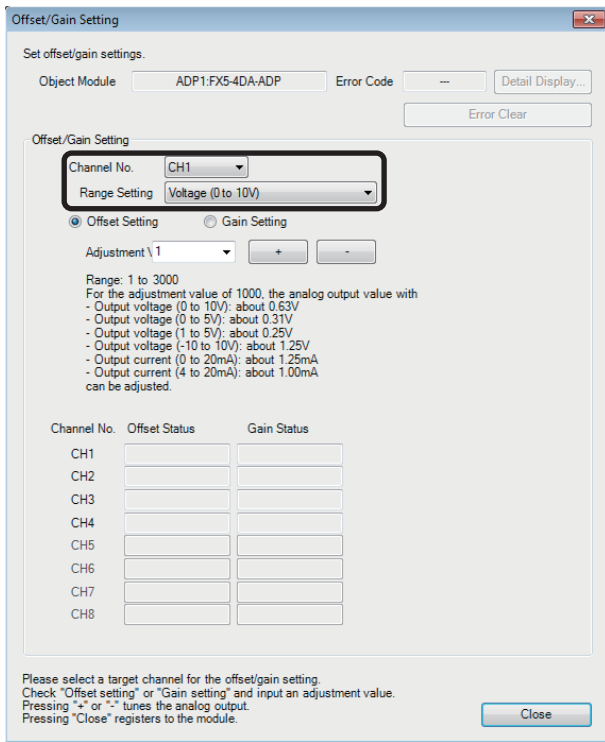 Offset/Gain Setting
Set offset/gain settings.
Object Module ADP1:FX5-4DA-ADP Error Code --- Detail Display...
Error Clear
Offset/Gain Setting
Channel No. CH1
Range Setting Voltage (0 to 10V)
Offset Setting Gain Setting
Adjustment \ 1 + -
Range: 1 to 3000
For the adjustment value of 1000, the analog output value with
- Output voltage (0 to 10V): about 0.63V
- Output voltage (0 to 5V): about 0.31V
- Output voltage (1 to 5V): about 0.25V
- Output voltage (-10 to 10V): about 1.25V
- Output current (0 to 20mA): about 1.25mA
- Output current (4 to 20mA): about 1.00mA
can be adjusted.
Channel No. Offset Status Gain Status
CH1
CH2
CH3
CH4
CH5
CH6
CH7
CH8
Please select a target channel for the offset/gain setting.
Check "Offset setting" or "Gain setting" and input an adjustment value.
Pressing "+" or "-" tunes the analog output.
Pressing "Close" registers to the module.
Close